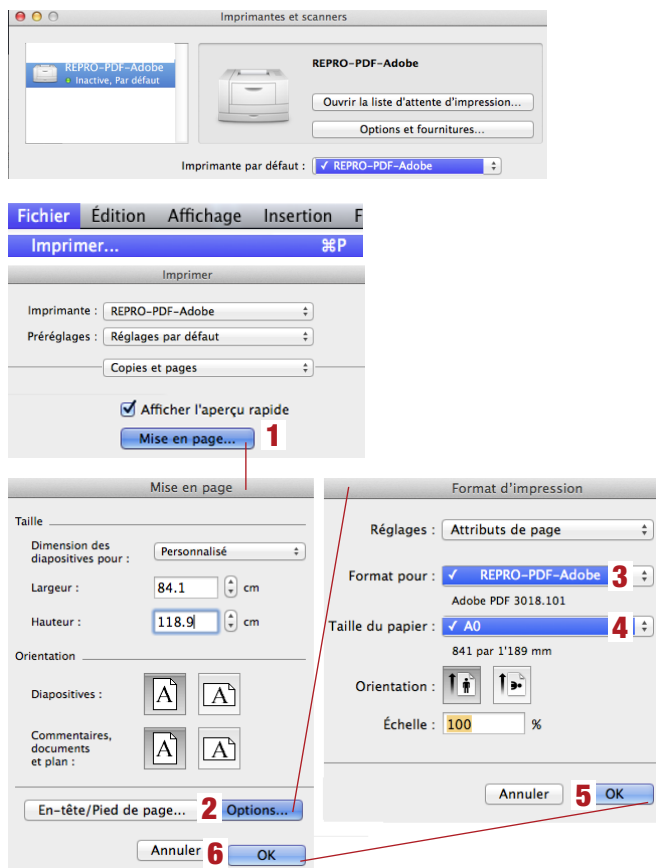 Imprimantes et scanners
REPRO-PDF-Adobe
Inactive, Par défaut
REPRO-PDF-Adobe
Ouvrir la liste d'attente d'impression...
Options et fournitures...
Imprimante par défaut : ✓ REPRO-PDF-Adobe
Fichier Édition Affichage Insertion F
Imprimer... ⌘P
Imprimer
Imprimante : REPRO-PDF-Adobe
Préréglages : Réglages par défaut
Copies et pages
Afficher l'aperçu rapide
Mise en page... 1
Mise en page
Taille
Dimension des
diapositives pour : Personnalisé
Largeur : 84.1 cm
Hauteur : 118.9 cm
Orientation
Diapositives : A A
Commentaires,
documents
et plan : A A
En-tête/Pied de page... 2 Options...
Annuler 6 OK
Format d'impression
Réglages : Attributs de page
Format pour : ✓ REPRO-PDF-Adobe 3
Adobe PDF 3018.101
Taille du papier : ✓ A0 4
841 par 1'189 mm
Orientation :
Échelle : 100 %
Annuler 5 OK